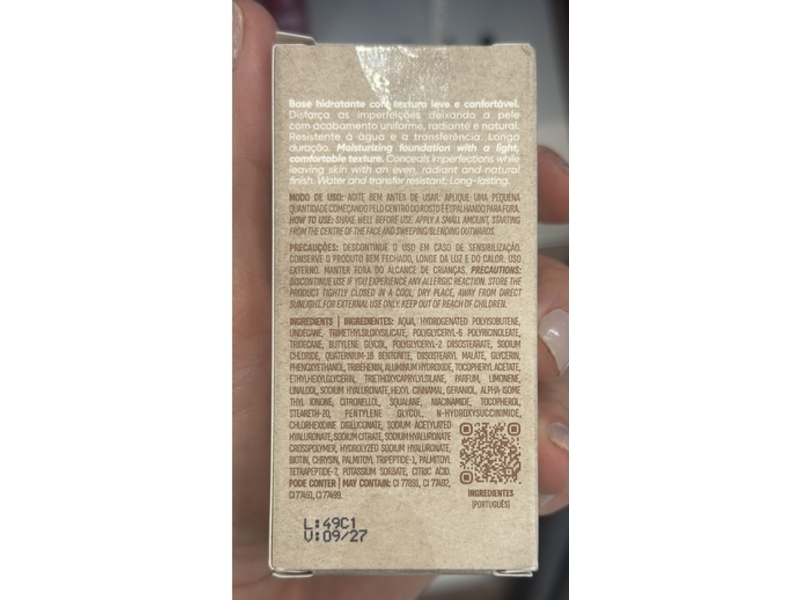 Base hidratante com textura leve e confortável.
Disfarça as imperfeições deixando a pele
com acabamento uniforme, radiante e natural.
Resistente à água e a transferência. Longa
duração. Moisturizing foundation with a light,
comfortable texture. Conceals imperfections while
leaving skin with an even, radiant and natural
finish. Water and transfer resistant. Long-lasting.
MODO DE USO: AGITE BEM ANTES DE USAR. APLIQUE UMA PEQUENA
QUANTIDADE COMEÇANDO PELO CENTRO DO ROSTO E ESPALHANDO PARA FORA.
HOW TO USE: SHAKE WELL BEFORE USE. APPLY A SMALL AMOUNT, STARTING
FROM THE CENTRE OF THE FACE AND SWEEPING/BLENDING OUTWARDS.
PRECAUÇÕES: DESCONTINUE O USO EM CASO DE SENSIBILIZAÇÃO.
CONSERVE O PRODUTO BEM FECHADO, LONGE DA LUZ E DO CALOR. USO
EXTERNO. MANTER FORA DO ALCANCE DE CRIANÇAS. PRECAUTIONS:
DISCONTINUE USE IF YOU EXPERIENCE ANY ALLERGIC REACTION. STORE THE
PRODUCT TIGHTLY CLOSED IN A COOL, DRY PLACE, AWAY FROM DIRECT
SUNLIGHT. FOR EXTERNAL USE ONLY. KEEP OUT OF REACH OF CHILDREN.
INGREDIENTS | INGREDIENTES: AQUA, HYDROGENATED POLYISOBUTENE,
UNDECANE, TRIMETHYLSILOXYSILICATE, POLYGLYCERYL-6 POLYRICINOLEATE,
TRIDECANE, BUTYLENE GLYCOL, POLYGLYCERYL-2 DIISOSTEARATE, SODIUM
CHLORIDE, QUATERNIUM-18 BENTONITE, DIISOSTEARYL MALATE, GLYCERIN,
PHENOXYETHANOL, TRIBEHENIN, ALUMINUM HYDROXIDE, TOCOPHERYL ACETATE,
ETHYLHEXYLGLYCERIN, TRIETHOXYCAPRYLYLSILANE, PARFUM, LIMONENE,
LINALOOL, SODIUM HYALURONATE, HEXYL CINNAMAL, GERANIOL, ALPHA-ISOME
THYL IONONE, CITRONELLOL, SQUALANE, NIACINAMIDE, TOCOPHEROL,
STEARETH-20, PENTYLENE GLYCOL, N-HYDROXYSUCCINIMIDE,
CHLORHEXIDINE DIGLUCONATE, SODIUM ACETYLATED
HYALURONATE, SODIUM CITRATE, SODIUM HYALURONATE
CROSSPOLYMER, HYDROLYZED SODIUM HYALURONATE,
BIOTIN, CHRYSIN, PALMITOYL TRIPEPTIDE-1, PALMITOYL
TETRAPEPTIDE-7, POTASSIUM SORBATE, CITRIC ACID.
PODE CONTER | MAY CONTAIN: CI 77891, CI 77492,
CI 77491, CI 77499.
INGREDIENTES
(PORTUGUÊS)
L:49C1
V:09/27